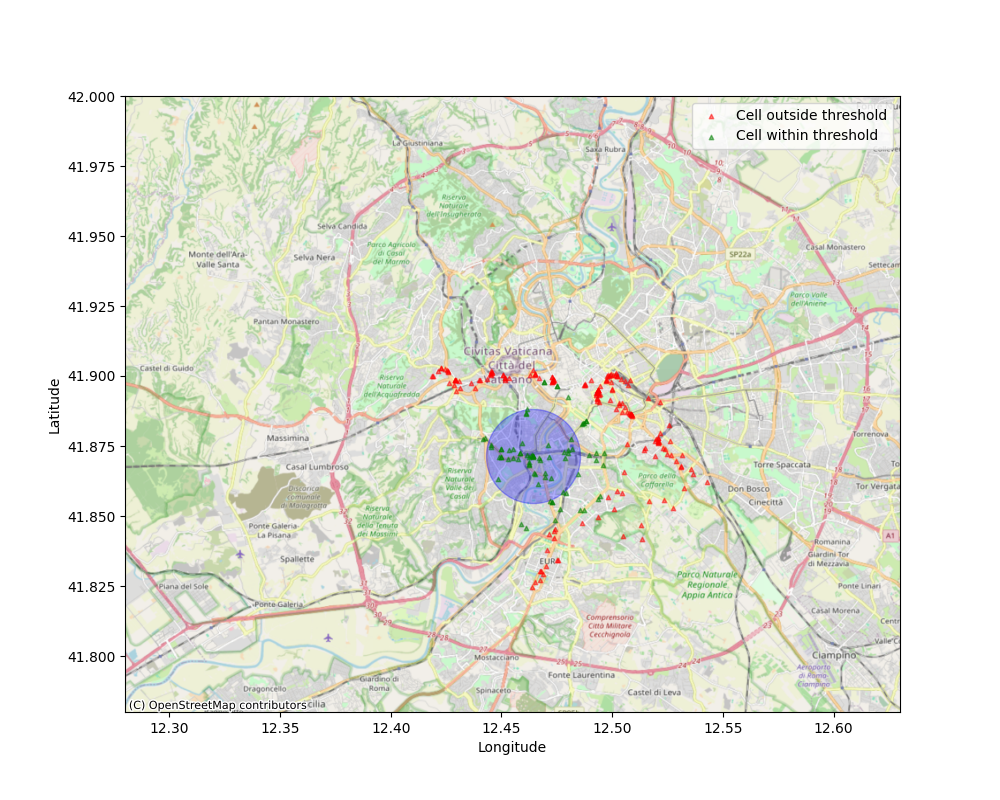 42.000
41.975
41.950
41.925
41.900
41.875
41.850
41.825
41.800
Latitude
12.30
12.35
12.40
12.45
12.50
12.55
12.60
Longitude
Cell outside threshold
Cell within threshold
La Giustiniana
Saxa Rubra
Riserva
Naturale
dell'Insugherata
Selva Candida
Parco Agricolo
di Casal
del Marmo
Monte dell'Ara-
Valle Santa
Selva Nera
SP22a
Casal Monastero
Settecam
Parco Valle
dell'Aniene
Pantan Monastero
Castel di Guido
Civitas Vaticana
Città del
Vaticano
Riserva
Naturale
dell'Acquafredda
Massimina
Casal Lumbroso
Discarica
comunale
di Malagrotta
Riserva
Naturale
di Valle dei
Casali
Riserva
Naturale
della Tenuta
dei Massimi
Parco della
Caffarella
Torrenova
Torre Spaccata
Don Bosco
Cinecittà
Tor Vergata
A1
Ponte Galeria-
La Pisana
Spallette
Romanina
Giardini Tor
di Mezzavia
EUR
Piana del Sole
Ponte Galeria
Parco Naturale
Regionale
Appia Antica
Ponte Linari
Casal Morena
Comprensorio
Città Militare
Cecchignola
Ciampino
Aeroporto
di Roma-
Ciampino
Mostacciano
Fonte Laurentina
Giardino di
Roma
Dragoncello
Spinaceto
Castel di Leva
(C) OpenStreetMap contributors